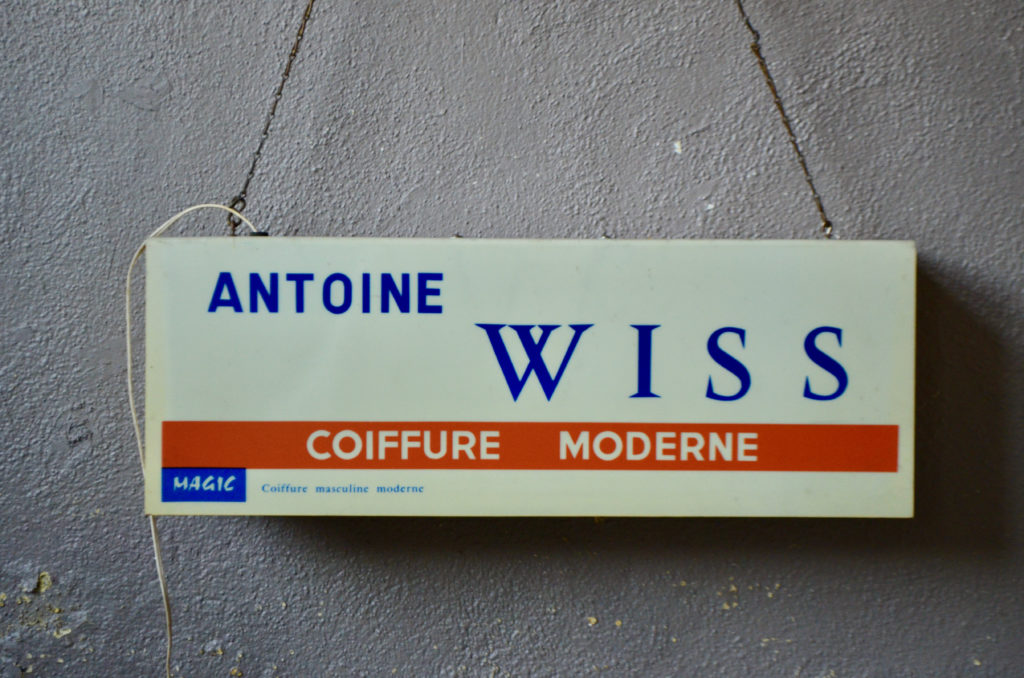 ANTOINE
WISS
COIFFURE MODERNE
MAGIC Coiffure masculine moderne